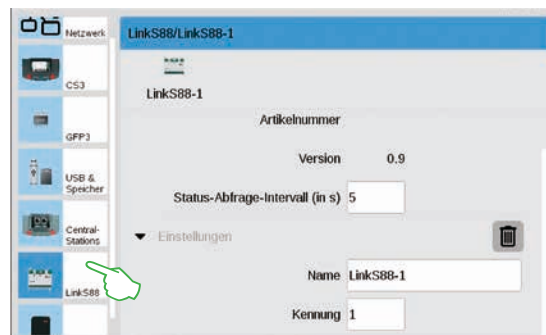 Netzwerk
CS3
GFP3
USB &
Speicher
Central-
Stations
LinkS88
LinkS88/LinkS88-1
LinkS88-1
Artikelnummer
Version 0.9
Status-Abfrage-Intervall (in s) 5
Einstellungen
Name LinkS88-1
Kennung 1